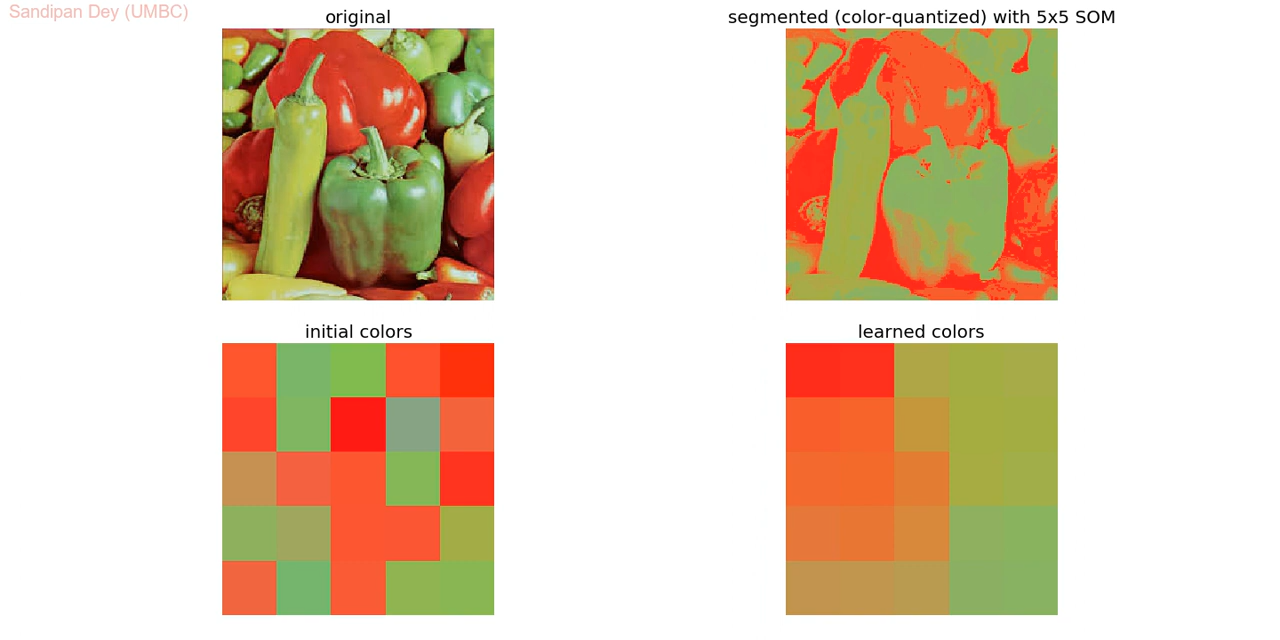 Sandipan Dey (UMBC)
original
segmented (color-quantized) with 5x5 SOM
initial colors
learned colors